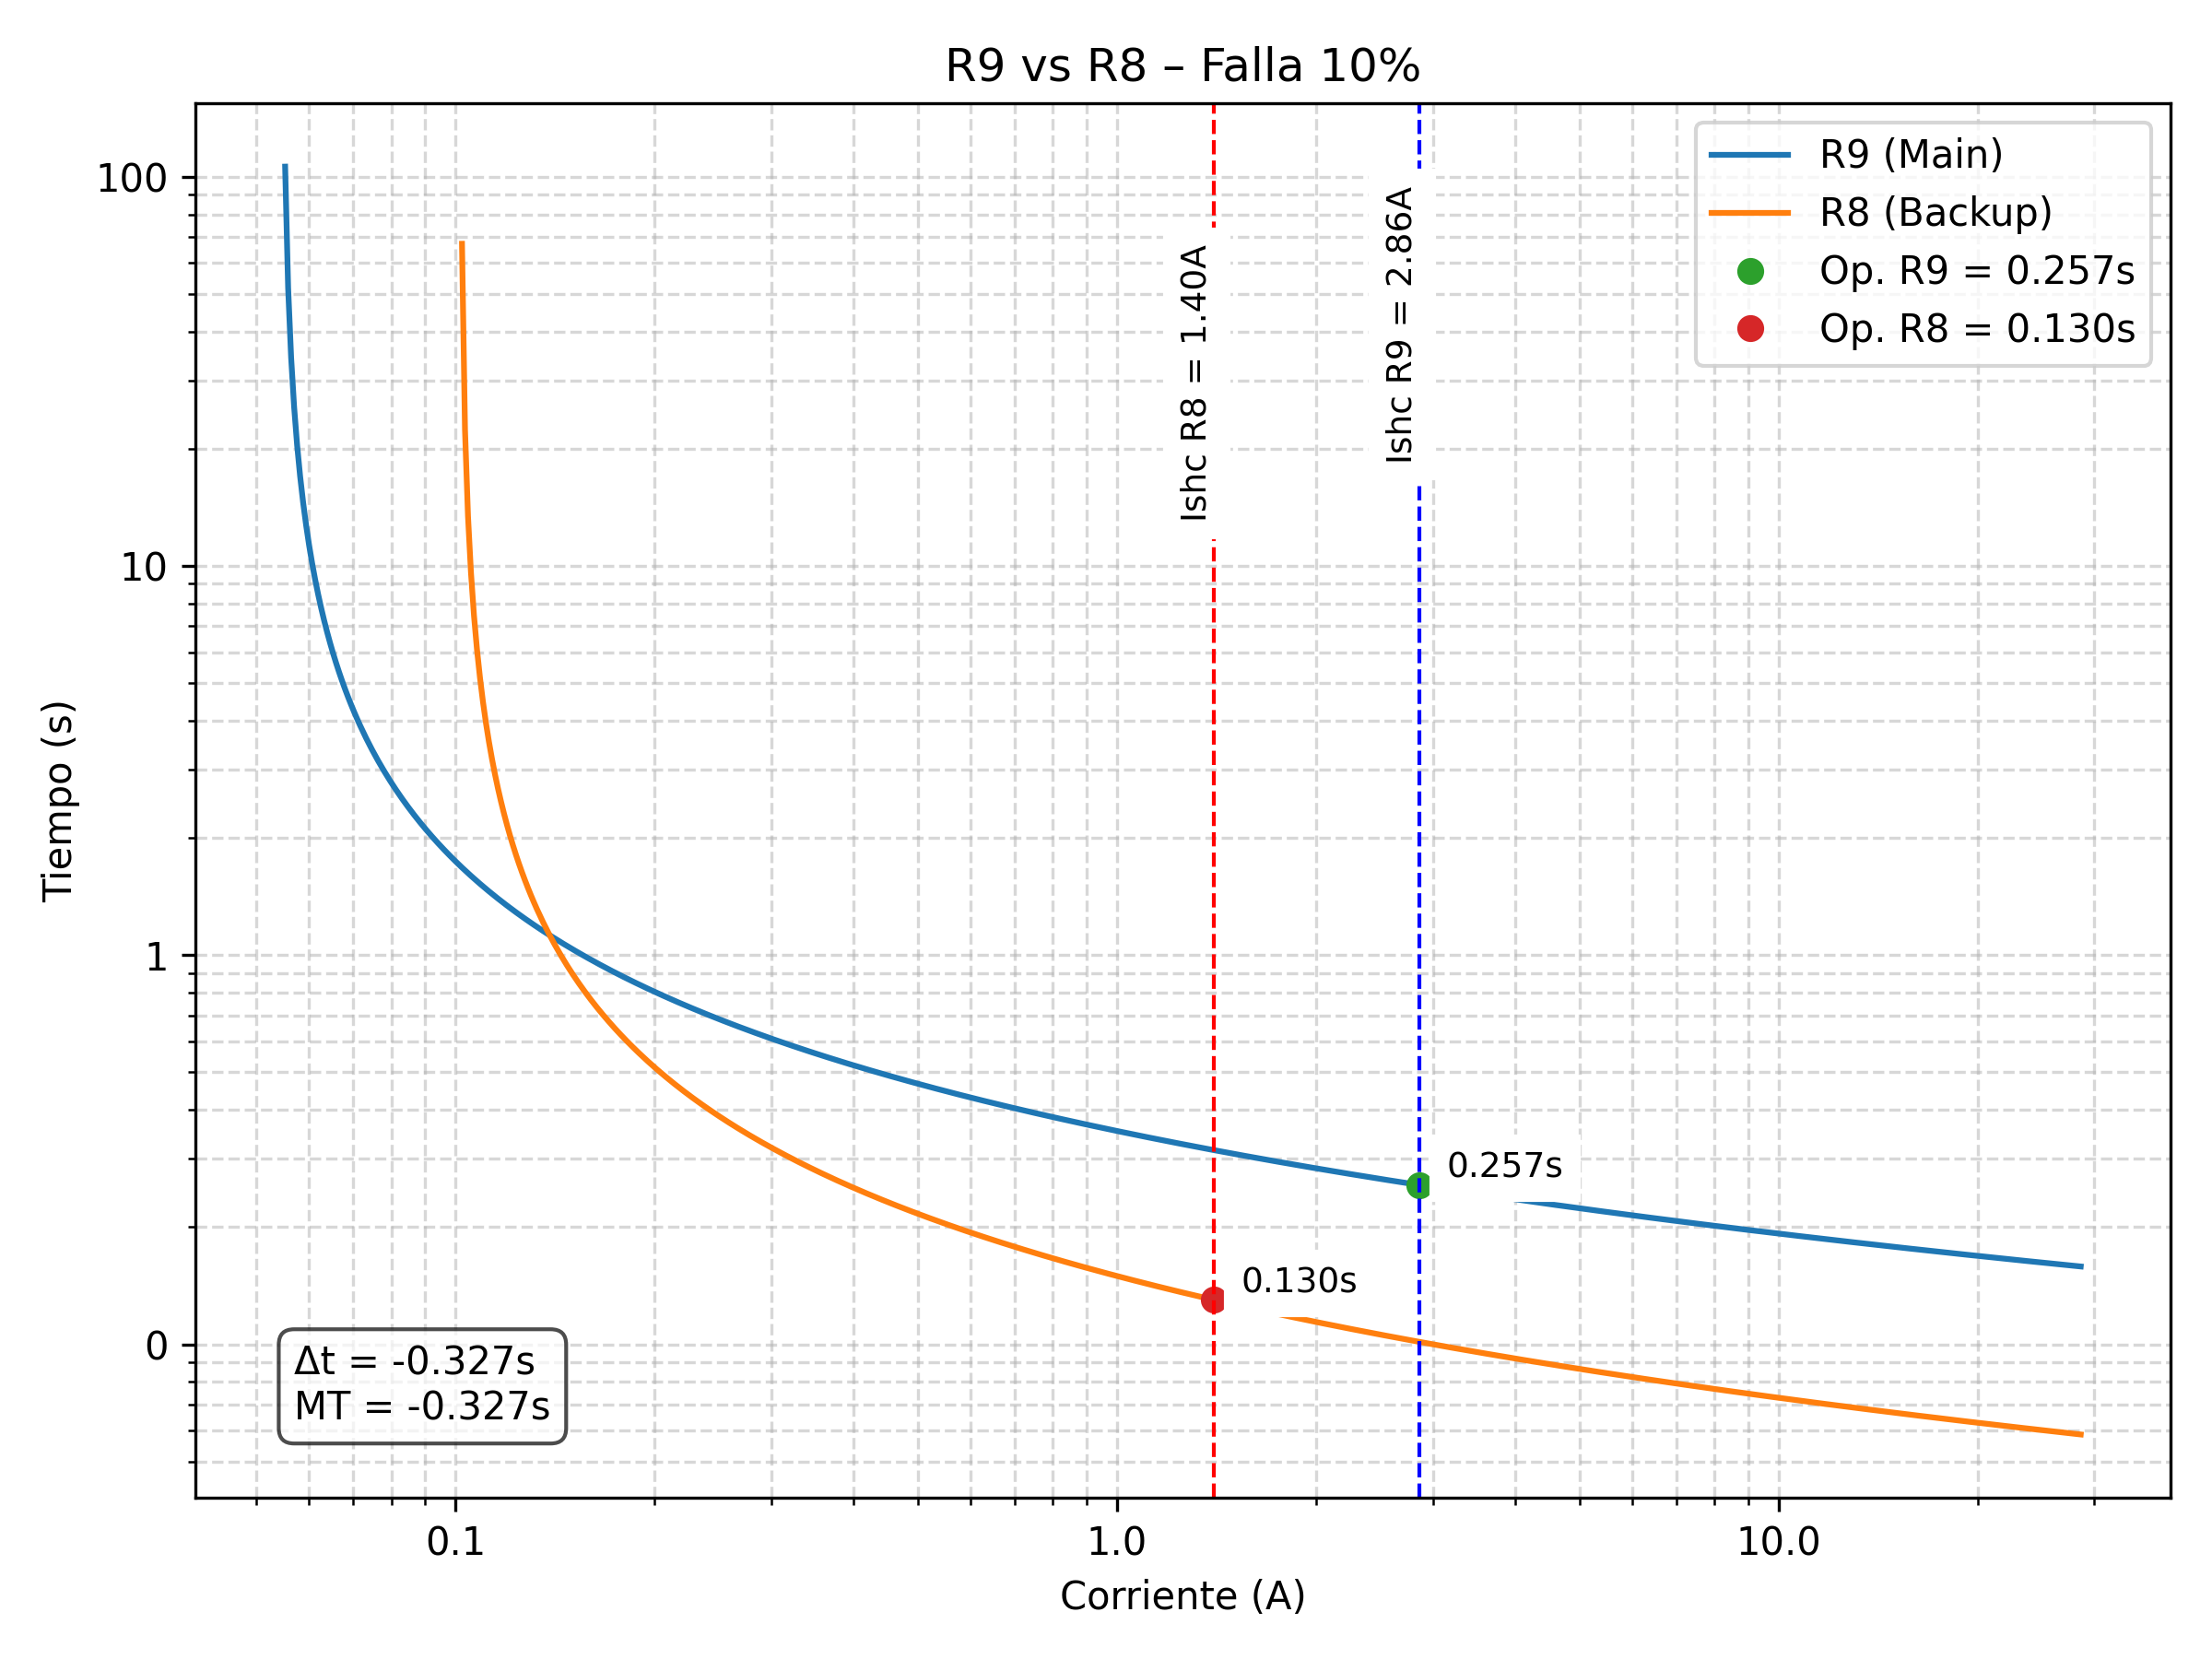 R9 vs R8 – Falla 10%
R9 (Main)
R8 (Backup)
Op. R9 = 0.257s
Op. R8 = 0.130s
Ishc R8 = 1.40A
Ishc R9 = 2.86A
100
10
1
0
Tiempo (s)
0.257s
0.130s
Δt = -0.327s
MT = -0.327s
0.1
1.0
10.0
Corriente (A)